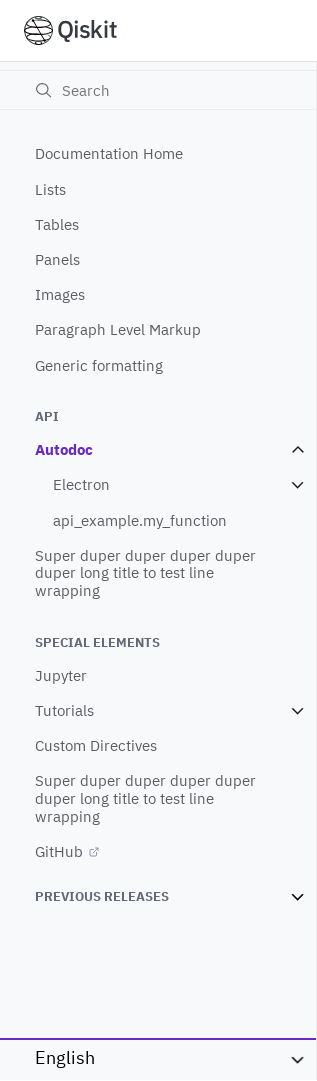 Qiskit
Search
Documentation Home
Lists
Tables
Panels
Images
Paragraph Level Markup
Generic formatting
API
Autodoc
Electron
api_example.my_function
Super duper duper duper duper
duper long title to test line
wrapping
SPECIAL ELEMENTS
Jupyter
Tutorials
Custom Directives
Super duper duper duper duper
duper long title to test line
wrapping
GitHub
PREVIOUS RELEASES
English